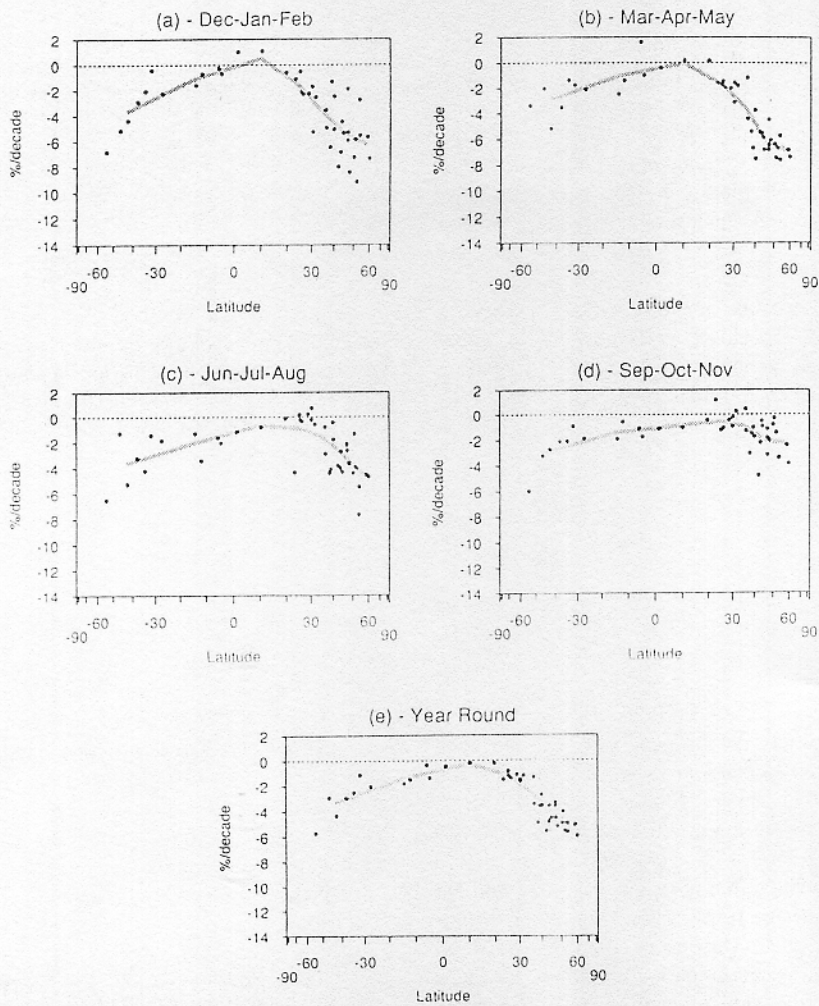 (a) - Dec-Jan-Feb
2
0
-2
-4
-6
-8
-10
-12
-14
%/decade
-60 -30 0 30 60
-90 90
Latitude
(b) - Mar-Apr-May
2
0
-2
-4
-6
-8
-10
-12
-14
%/decade
-60 -30 0 30 60
-90 90
Latitude
(c) - Jun-Jul-Aug
2
0
-2
-4
-6
-8
-10
-12
-14
%/decade
-60 -30 0 30 60
-90 90
Latitude
(d) - Sep-Oct-Nov
2
0
-2
-4
-6
-8
-10
-12
-14
%/decade
-60 -30 0 30 60
-90 90
Latitude
(e) - Year Round
2
0
-2
-4
-6
-8
-10
-12
-14
%/decade
-60 -30 0 30 60
-90 90
Latitude